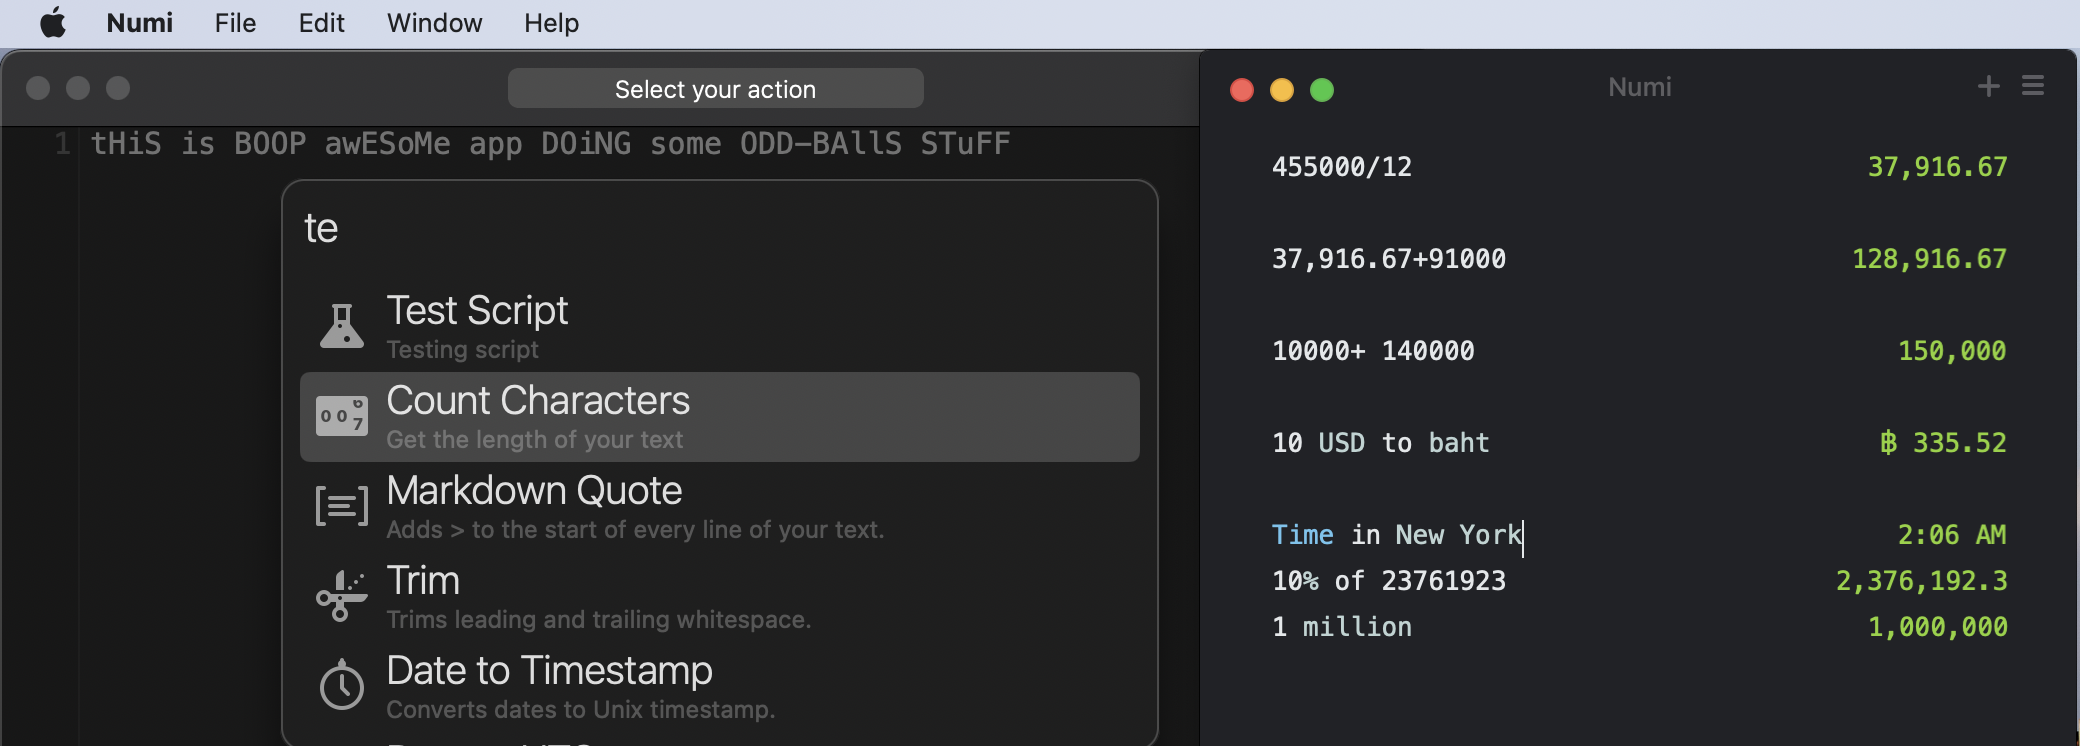 Numi File Edit Window Help
Select your action
1 tHiS is BOOP awESoMe app DOiNG some ODD-BAllS STuFF
te
Test Script
Testing script
0 0 6 7
Count Characters
Get the length of your text
Markdown Quote
Adds > to the start of every line of your text.
Trim
Trims leading and trailing whitespace.
Date to Timestamp
Converts dates to Unix timestamp.
Numi
455000/12 37,916.67
37,916.67+91000 128,916.67
10000+ 140000 150,000
10 USD to baht ฿ 335.52
Time in New York 2:06 AM
10% of 23761923 2,376,192.3
1 million 1,000,000